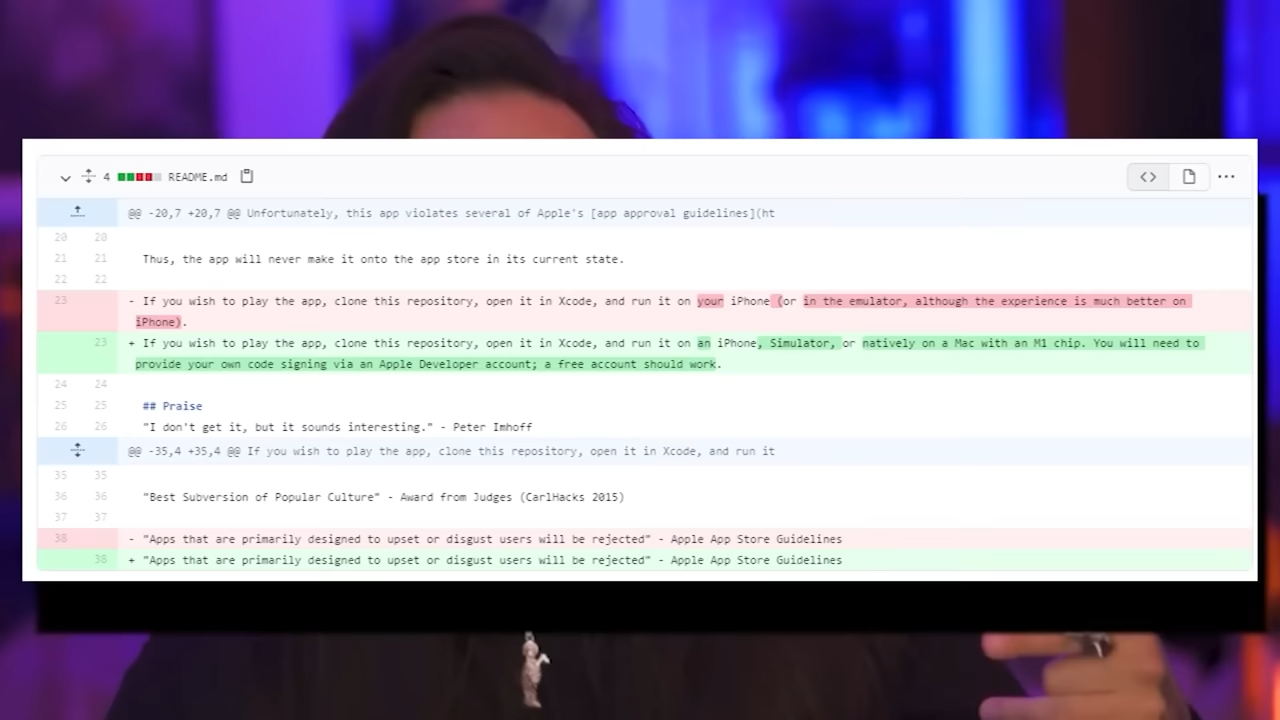 4 README.md
@@ -20,7 +20,7 @@ Unfortunately, this app violates several of Apple's [app approval guidelines](ht
20 20
21 21 Thus, the app will never make it onto the app store in its current state.
22 22
23 - If you wish to play the app, clone this repository, open it in Xcode, and run it on your iPhone (or in the emulator, although the experience is much better on
iPhone).
23 + If you wish to play the app, clone this repository, open it in Xcode, and run it on an iPhone, Simulator, or natively on a Mac with an M1 chip. You will need to
provide your own code signing via an Apple Developer account; a free account should work.
24 24
25 25 ## Praise
26 26 "I don't get it, but it sounds interesting." - Peter Imhoff
@@ -35,4 +35,4 @@ If you wish to play the app, clone this repository, open it in Xcode, and run it
35 35
36 36 "Best Subversion of Popular Culture" - Award from Judges (CarlHacks 2015)
37 37
38 - "Apps that are primarily designed to upset or disgust users will be rejected" - Apple App Store Guidelines
38 + "Apps that are primarily designed to upset or disgust users will be rejected" - Apple App Store Guidelines